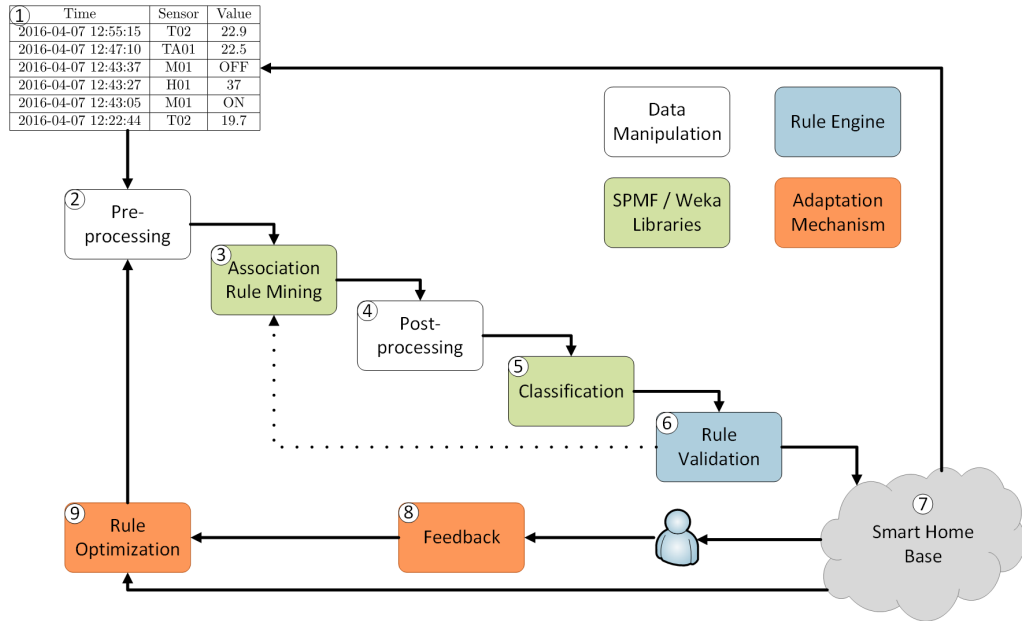 1
Time Sensor Value
2016-04-07 12:55:15 T02 22.9
2016-04-07 12:47:10 TA01 22.5
2016-04-07 12:43:37 M01 OFF
2016-04-07 12:43:27 H01 37
2016-04-07 12:43:05 M01 ON
2016-04-07 12:22:44 T02 19.7
Data
Manipulation
Rule Engine
SPMF / Weka
Libraries
Adaptation
Mechanism
2
Pre-
processing
3
Association
Rule Mining
4
Post-
processing
5
Classification
6
Rule
Validation
7
Smart Home
Base
8
Feedback
9
Rule
Optimization